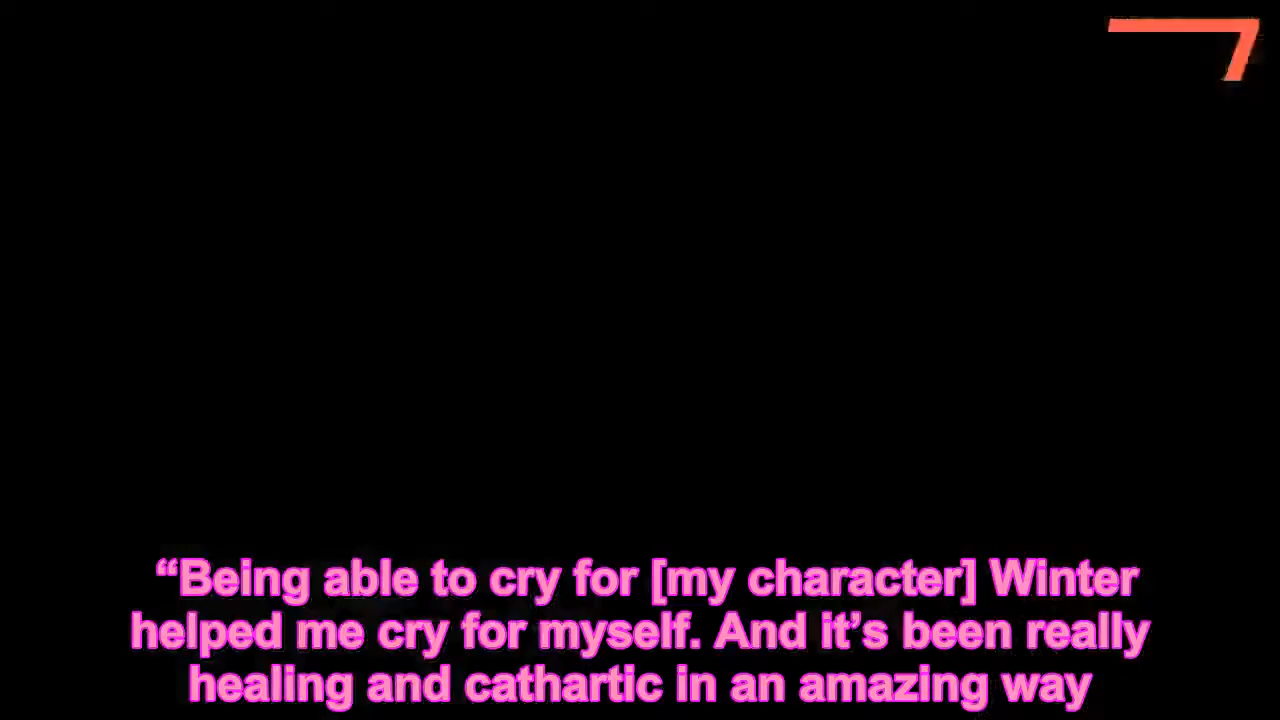 “Being able to cry for [my character] Winter
helped me cry for myself. And it’s been really
healing and cathartic in an amazing way